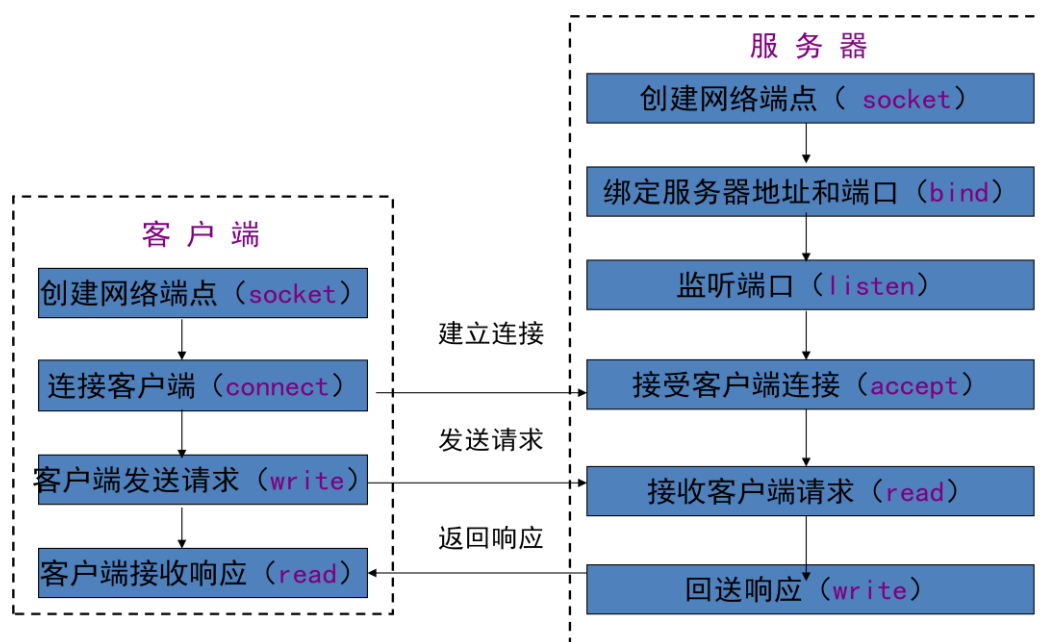 服 务 器
创建网络端点（ socket）
绑定服务器地址和端口（bind）
监听端口（listen）
接受客户端连接（accept）
接收客户端请求（read）
回送响应（write）
客 户 端
创建网络端点（socket）
连接客户端（connect）
客户端发送请求（write）
客户端接收响应（read）
建立连接
发送请求
返回响应